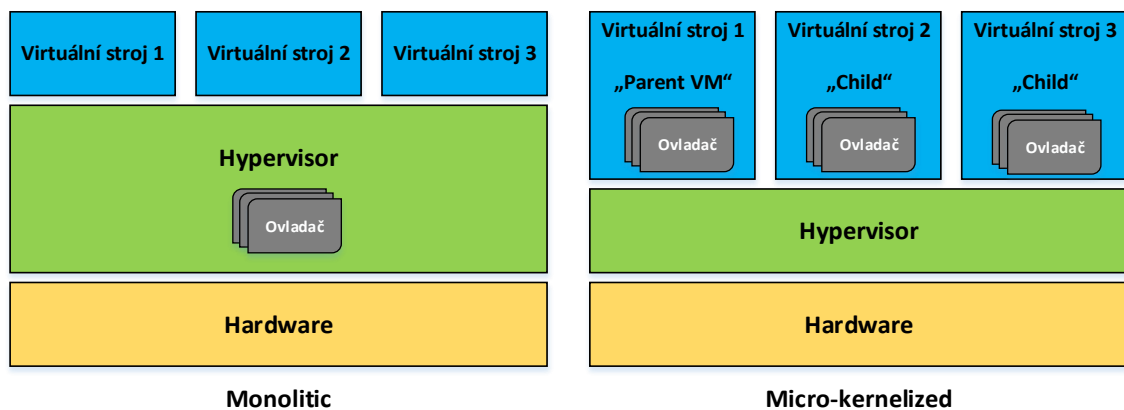 Virtuální stroj 1
Virtuální stroj 2
Virtuální stroj 3
Hypervisor
Ovladač
Hardware
Monolitic
Virtuální stroj 1
„Parent VM“
Ovladač
Virtuální stroj 2
„Child“
Ovladač
Virtuální stroj 3
„Child“
Ovladač
Hypervisor
Hardware
Micro-kernelized